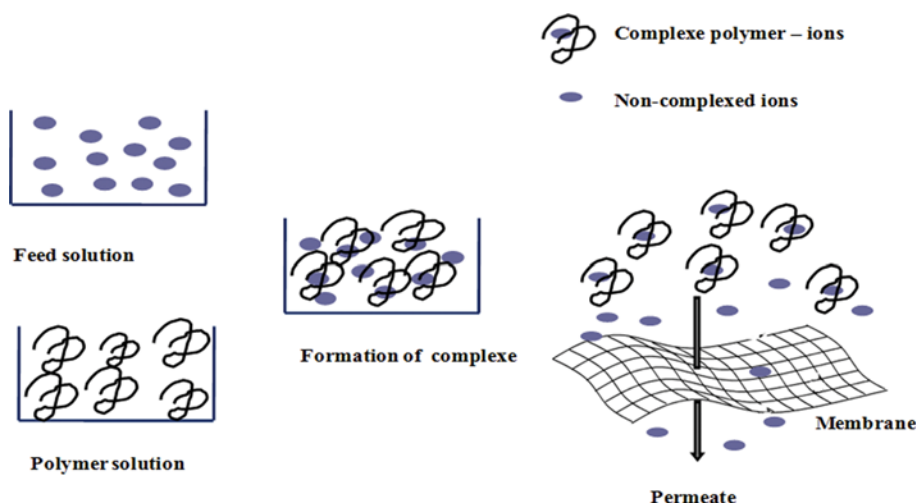 Complexe polymer – ions
Non-complexed ions
Feed solution
Formation of complexe
Polymer solution
Membrane
Permeate